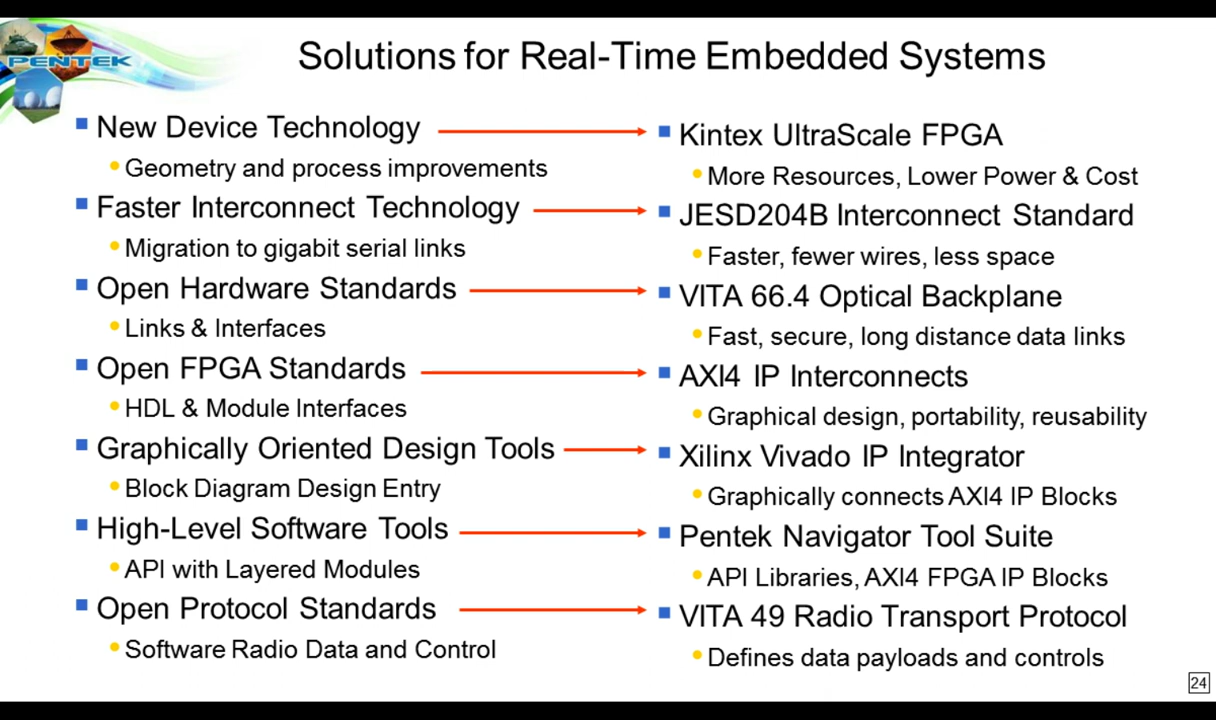 PENTEK
Solutions for Real-Time Embedded Systems
New Device Technology
Geometry and process improvements
Faster Interconnect Technology
Migration to gigabit serial links
Open Hardware Standards
Links & Interfaces
Open FPGA Standards
HDL & Module Interfaces
Graphically Oriented Design Tools
Block Diagram Design Entry
High-Level Software Tools
API with Layered Modules
Open Protocol Standards
Software Radio Data and Control
Kintex UltraScale FPGA
More Resources, Lower Power & Cost
JESD204B Interconnect Standard
Faster, fewer wires, less space
VITA 66.4 Optical Backplane
Fast, secure, long distance data links
AXI4 IP Interconnects
Graphical design, portability, reusability
Xilinx Vivado IP Integrator
Graphically connects AXI4 IP Blocks
Pentek Navigator Tool Suite
API Libraries, AXI4 FPGA IP Blocks
VITA 49 Radio Transport Protocol
Defines data payloads and controls
24